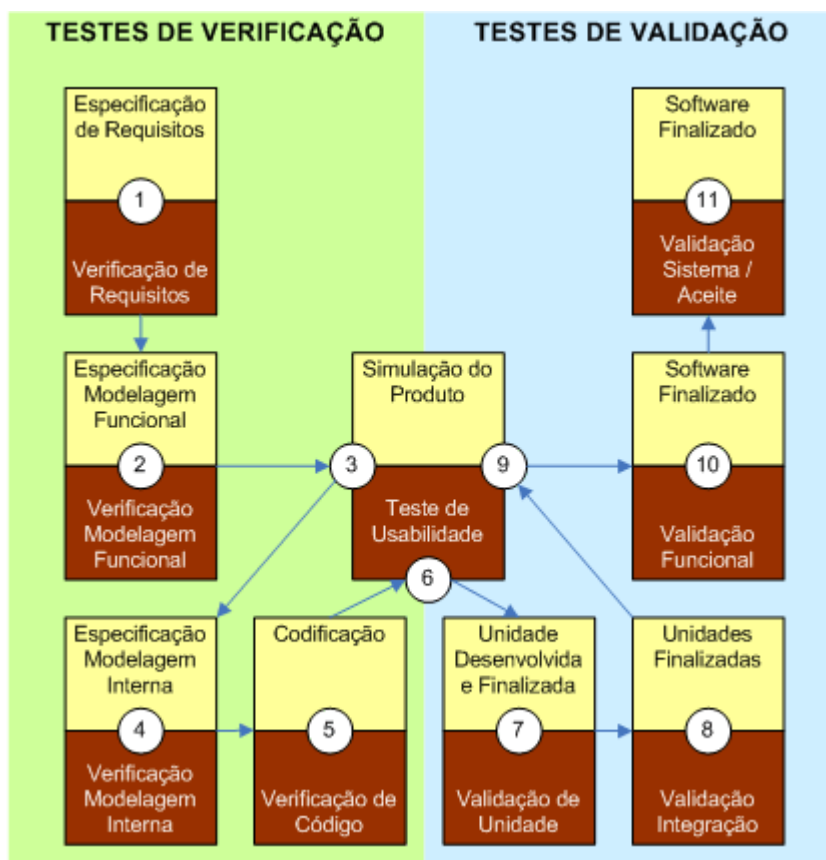 TESTES DE VERIFICAÇÃO
TESTES DE VALIDAÇÃO
Especificação
de Requisitos
1
Verificação de
Requisitos
Software
Finalizado
11
Validação
Sistema /
Aceite
Especificação
Modelagem
Funcional
2
Verificação
Modelagem
Funcional
Simulação do
Produto
3
9
Teste de
Usabilidade
6
Software
Finalizado
10
Validação
Funcional
Especificação
Modelagem
Interna
4
Verificação
Modelagem
Interna
Codificação
5
Verificação de
Código
Unidade
Desenvolvida
e Finalizada
7
Validação de
Unidade
Unidades
Finalizadas
8
Validação
Integração